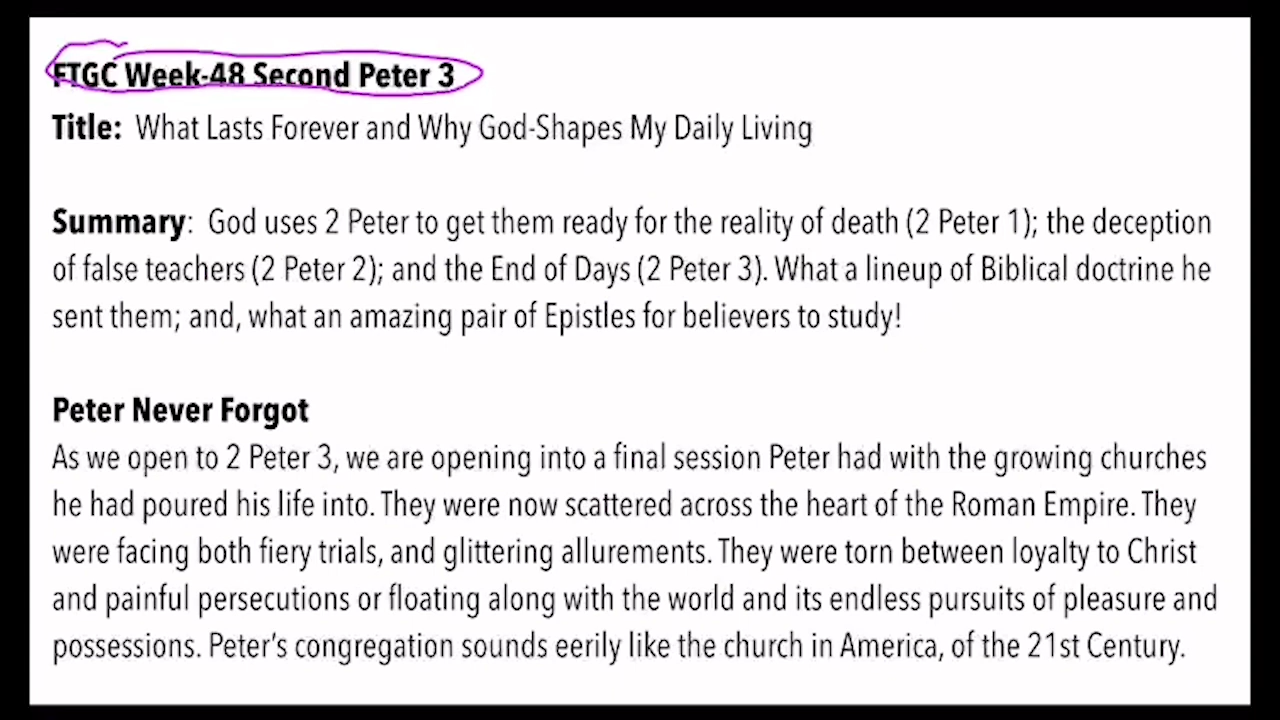 FTGC Week-48 Second Peter 3
Title: What Lasts Forever and Why God-Shapes My Daily Living
Summary: God uses 2 Peter to get them ready for the reality of death (2 Peter 1); the deception
of false teachers (2 Peter 2); and the End of Days (2 Peter 3). What a lineup of Biblical doctrine he
sent them; and, what an amazing pair of Epistles for believers to study!
Peter Never Forgot
As we open to 2 Peter 3, we are opening into a final session Peter had with the growing churches
he had poured his life into. They were now scattered across the heart of the Roman Empire. They
were facing both fiery trials, and glittering allurements. They were torn between loyalty to Christ
and painful persecutions or floating along with the world and its endless pursuits of pleasure and
possessions. Peter's congregation sounds eerily like the church in America, of the 21st Century.